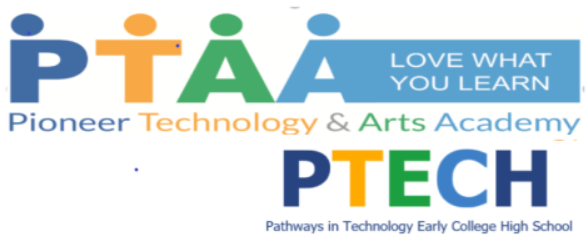 PTAA
LOVE WHAT
YOU LEARN
Pioneer Technology & Arts Academy
PTECH
Pathways in Technology Early College High School